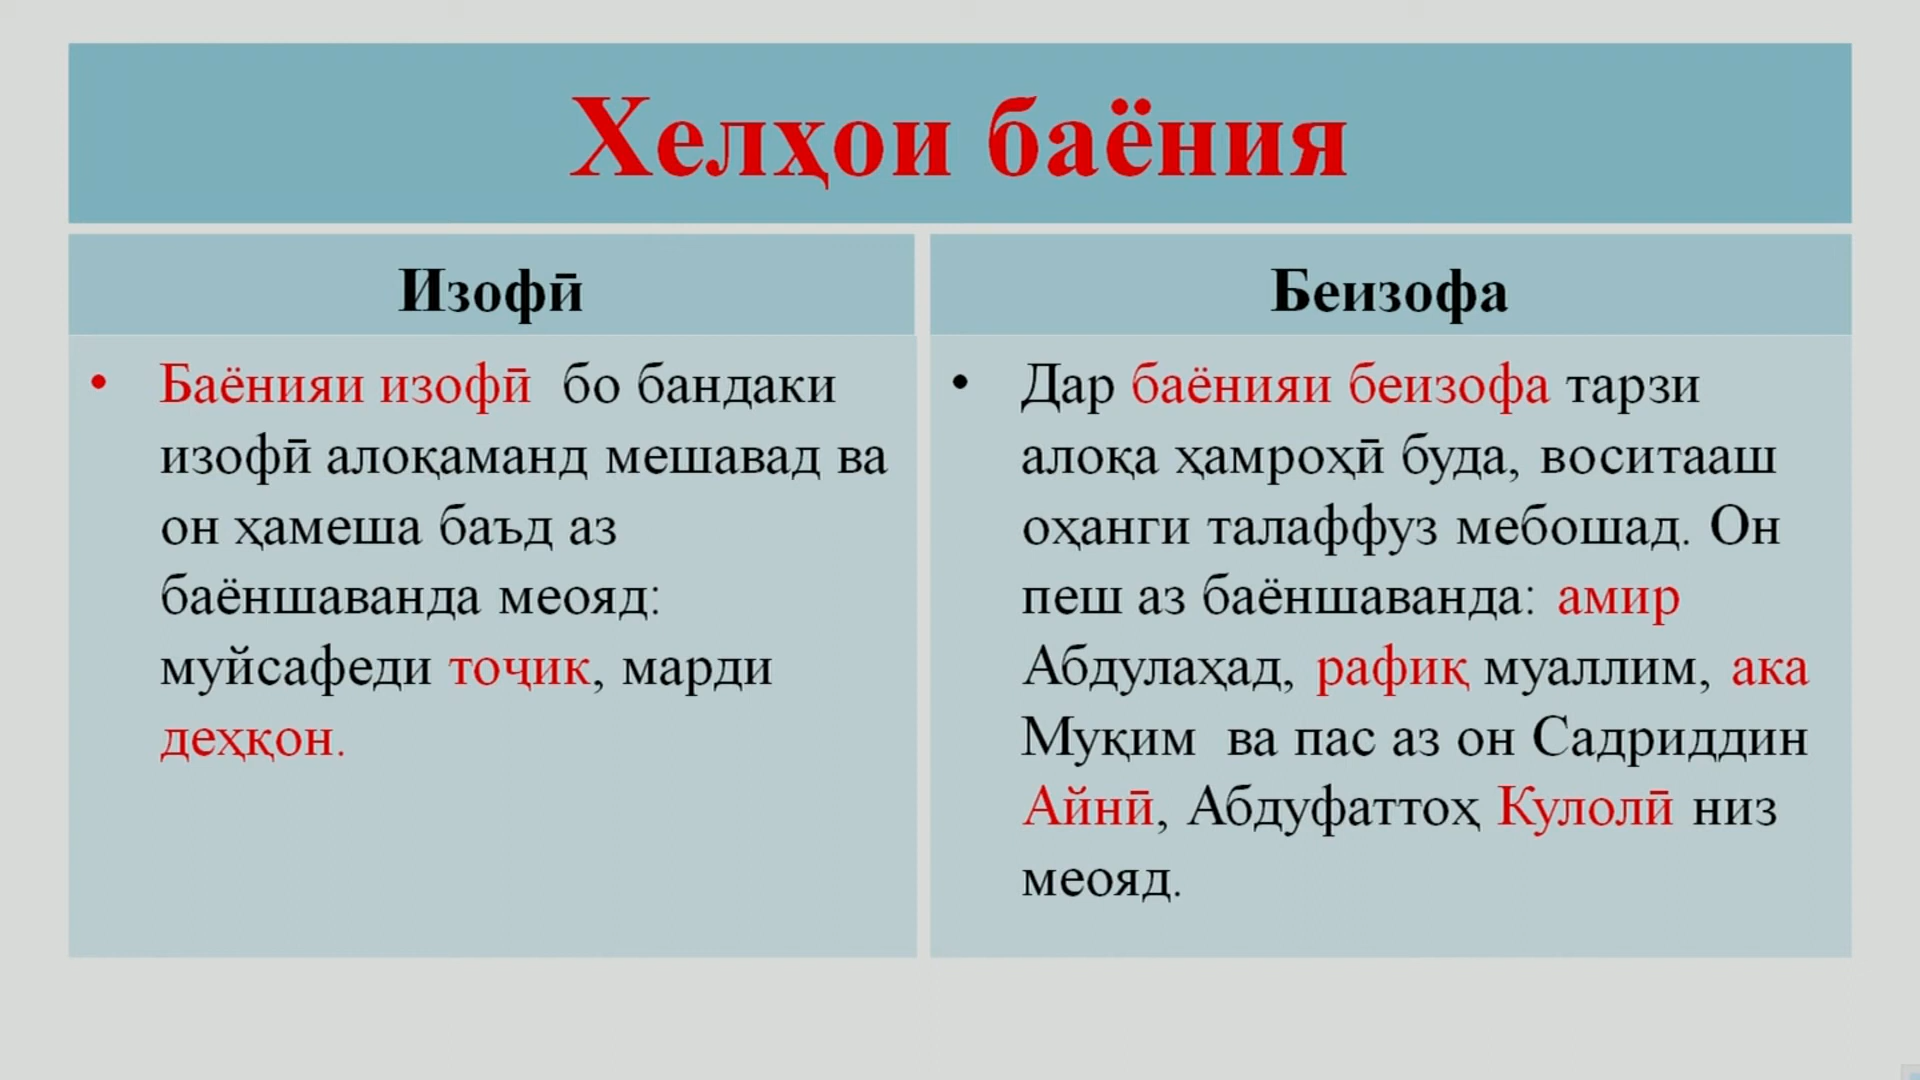 Хелҳои баёния
Изофӣ
• Баёнияи изофӣ бо бандаки
изофӣ алоқаманд мешавад ва
он ҳамеша баъд аз
баёншаванда меояд:
муйсафеди тоҷик, марди
деҳқон.
Беизофа
• Дар баёнияи беизофа тарзи
алоқа ҳамроҳӣ буда, воситааш
оҳанги талаффуз мебошад. Он
пеш аз баёншаванда: амир
Абдулаҳад, рафиқ муаллим, ака
Муқим ва пас аз он Садриддин
Айнӣ, Абдуфаттоҳ Кулолӣ низ
меояд.